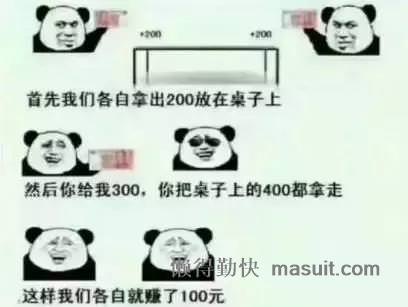 +200 +200
首先我们各自拿出200放在桌子上
然后你给我300，你把桌子上的400都拿走
懒得勤快 masuit.com
这样我们各自就赚了100元